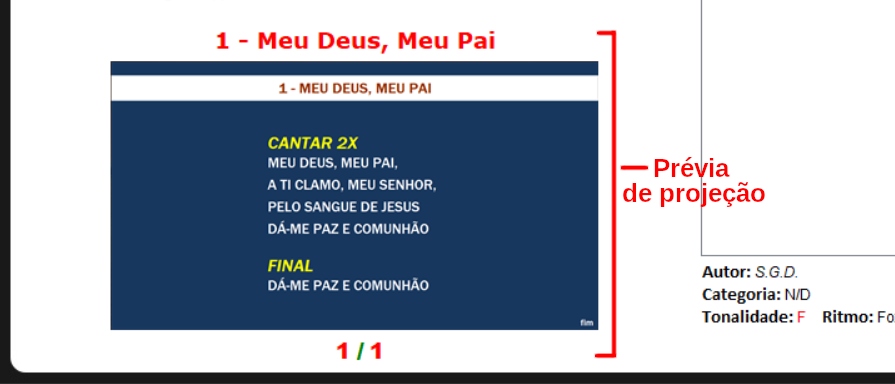 1 - Meu Deus, Meu Pai
1 - MEU DEUS, MEU PAI
CANTAR 2X
MEU DEUS, MEU PAI,
A TI CLAMO, MEU SENHOR,
PELO SANGUE DE JESUS
DÁ-ME PAZ E COMUNHÃO
FINAL
DÁ-ME PAZ E COMUNHÃO
fim
1 / 1
Prévia
de projeção
Autor: S.G.D.
Categoria: N/D
Tonalidade: F Ritmo: Fo